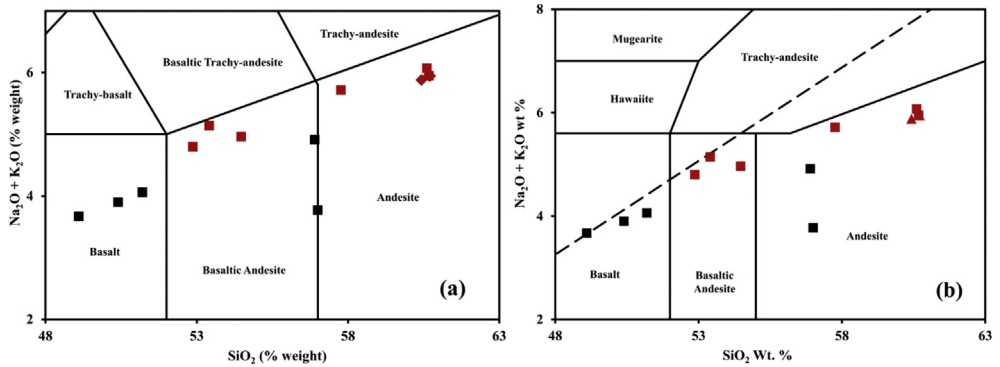 Na₂O + K₂O (% weight)
6
4
2
48
53
58
63
SiO₂ (% weight)
Trachy-andesite
Basaltic Trachy-andesite
Trachy-basalt
Andesite
Basalt
Basaltic Andesite
(a)
Na₂O + K₂O wt %
8
6
4
2
48
53
58
63
SiO₂ Wt. %
Mugearite
Trachy-andesite
Hawaiite
Andesite
Basalt
Basaltic
Andesite
(b)